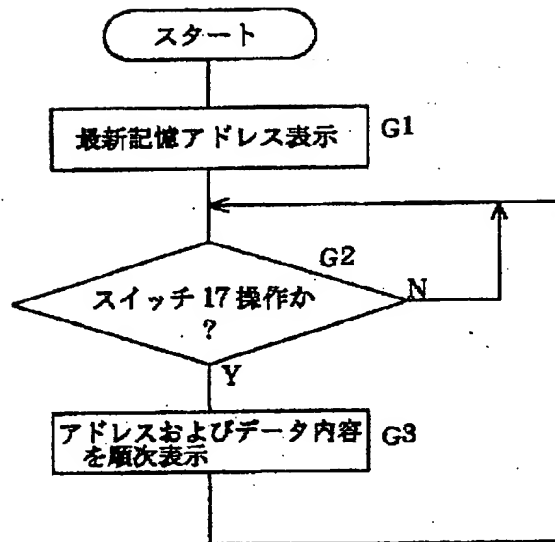 スタート
最新記憶アドレス表示
G1
G2
スイッチ17操作か
?
N
Y
アドレスおよびデータ内容
を順次表示
G3